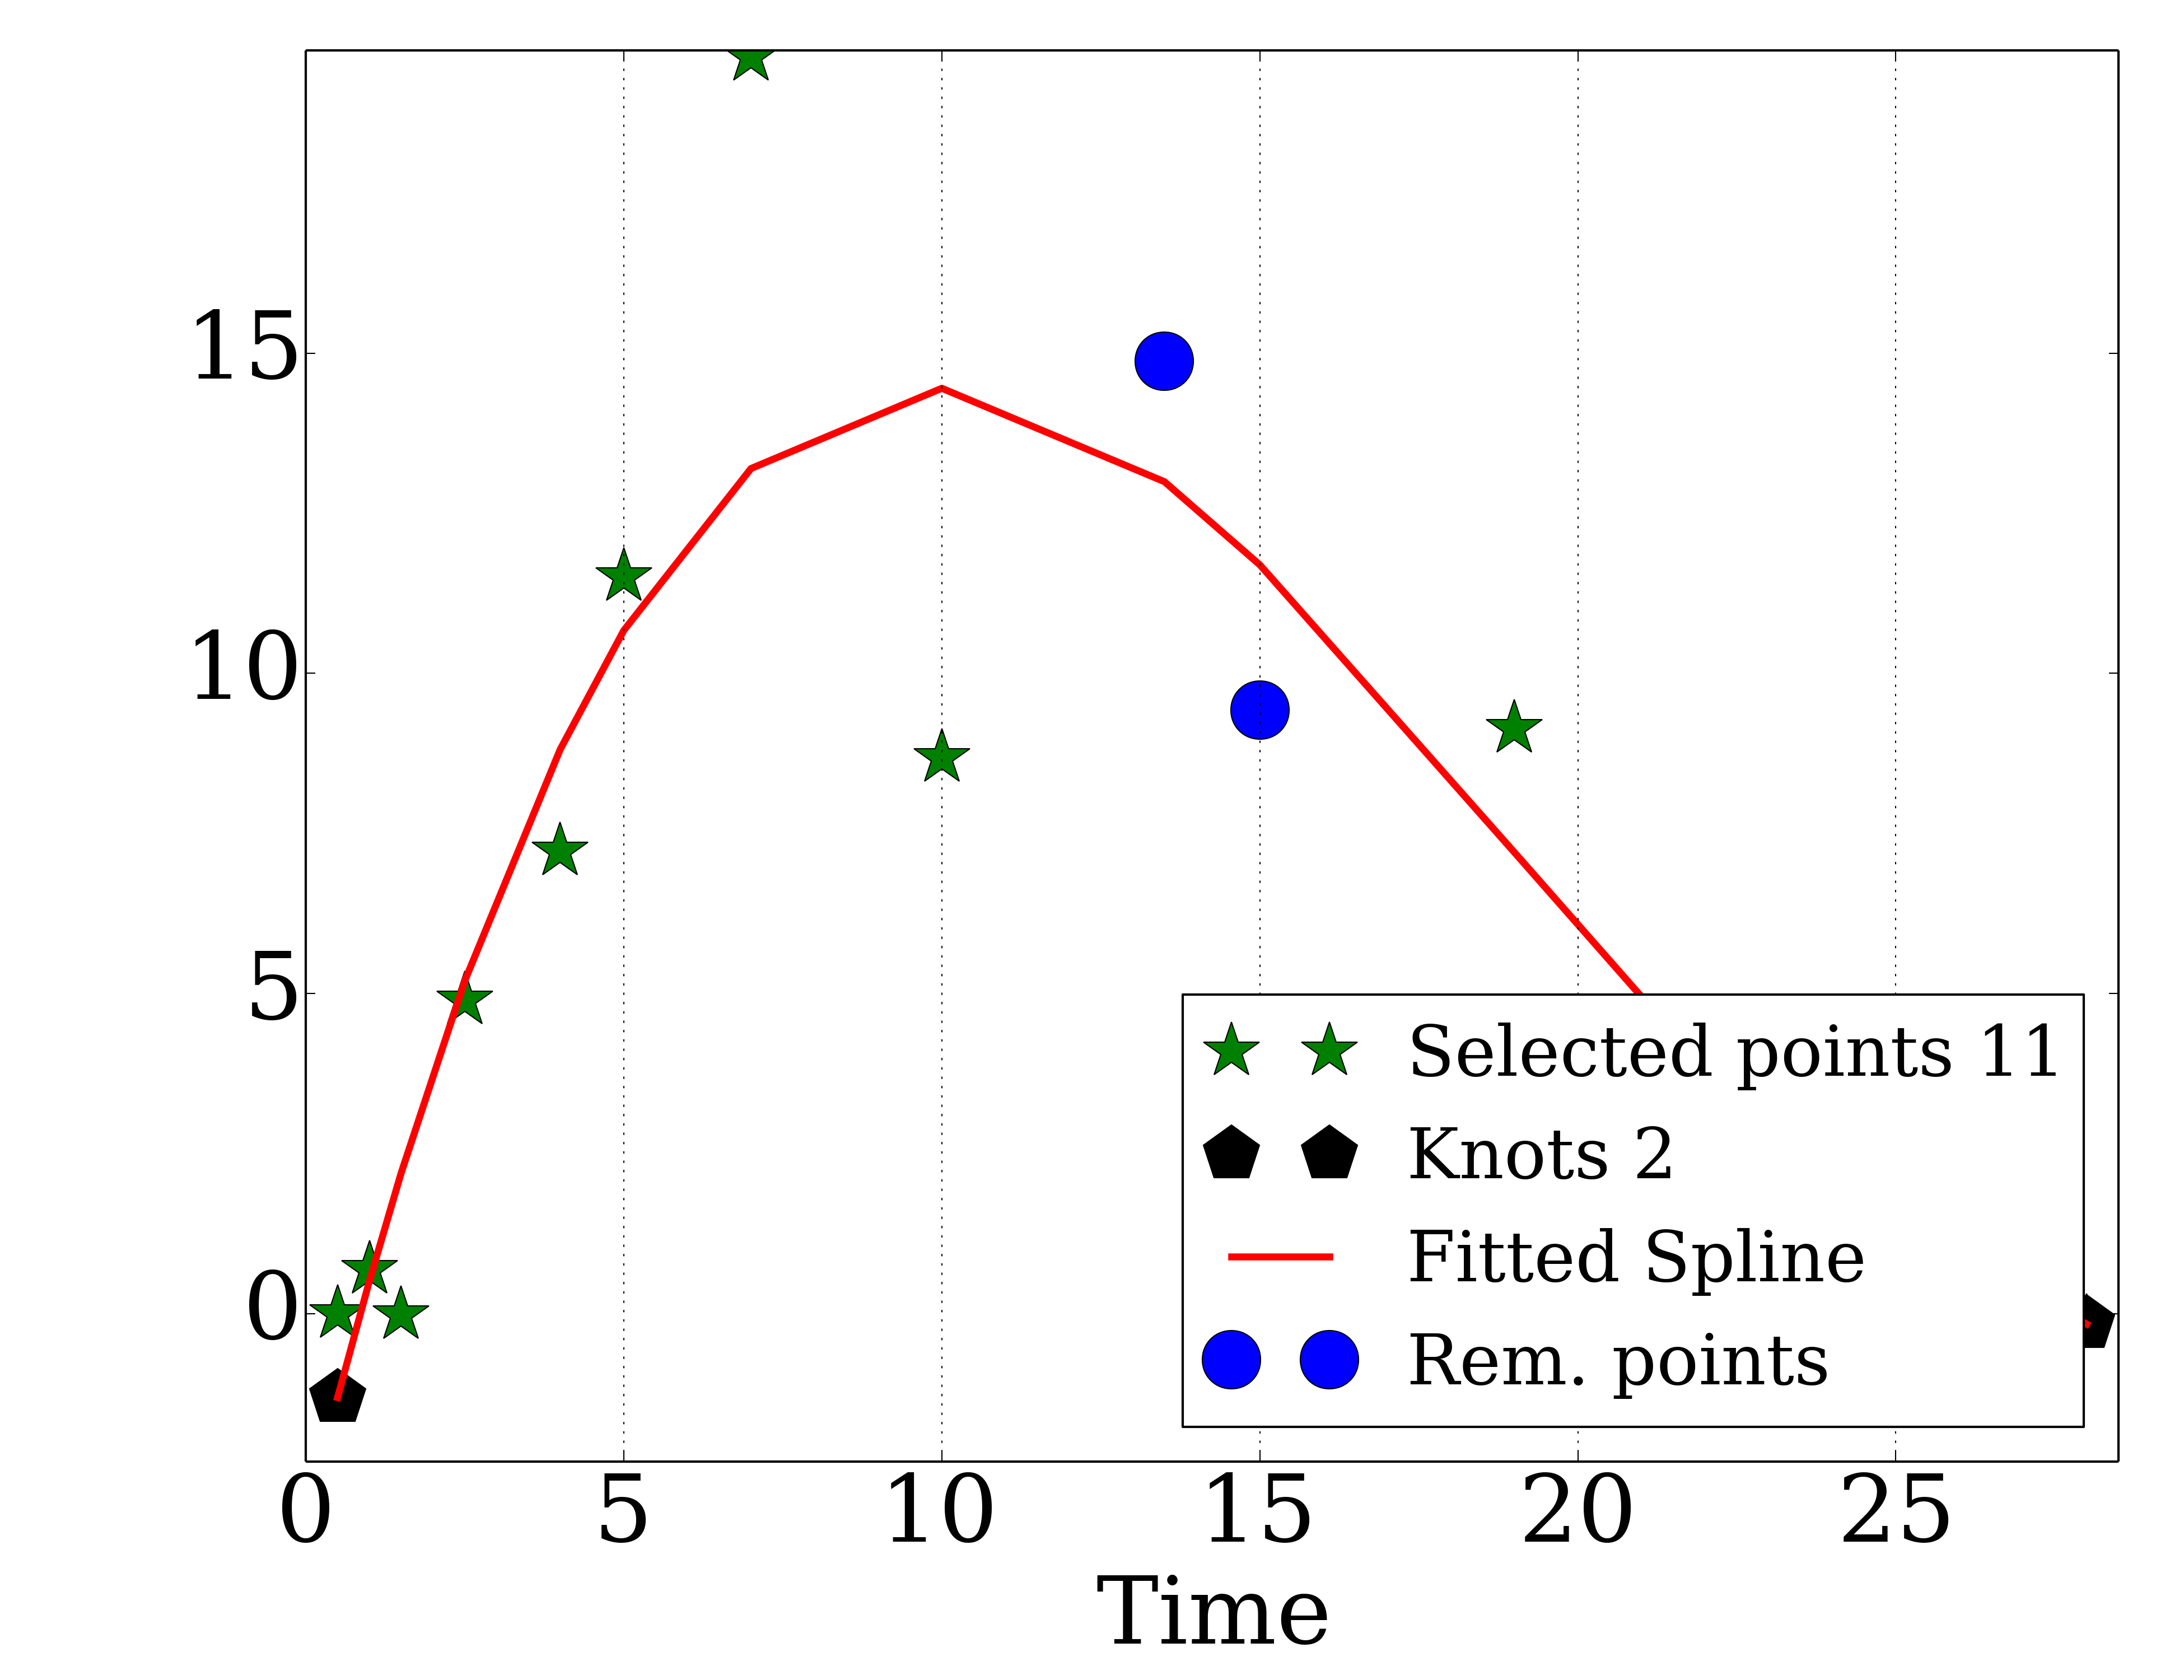 15
10
5
0
Selected points 11
Knots 2
Fitted Spline
Rem. points
0 5 10 15 20 25
Time